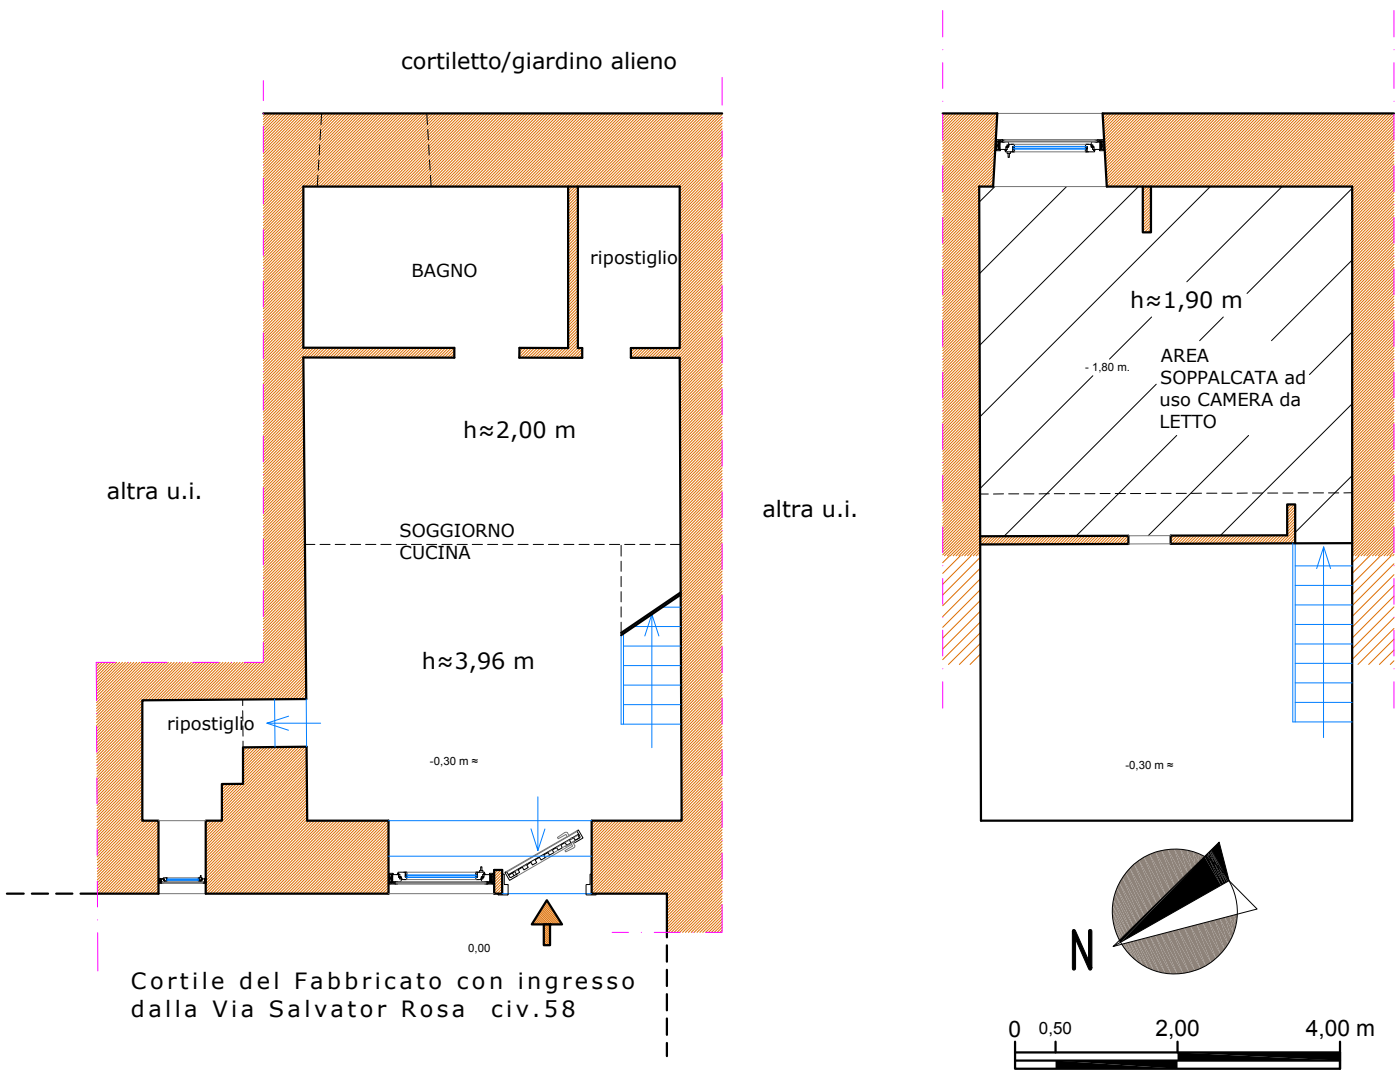 cortiletto/giardino alieno
BAGNO
ripostiglio
h≈2,00 m
altra u.i.
SOGGIORNO
CUCINA
altra u.i.
h≈3,96 m
ripostiglio
-0,30 m ≈
0,00
Cortile del Fabbricato con ingresso
dalla Via Salvator Rosa civ.58
h≈1,90 m
- 1,80 m.
AREA
SOPPALCATA ad
uso CAMERA da
LETTO
-0,30 m ≈
N
0 0,50 2,00 4,00 m